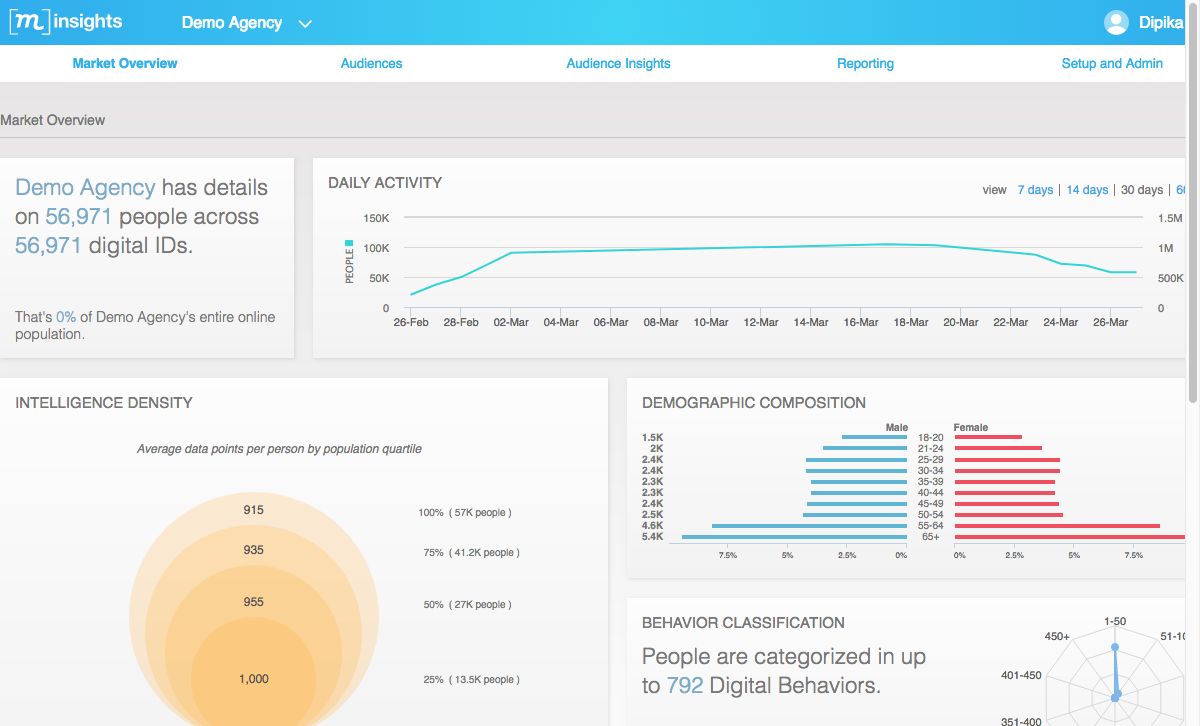 [m] insights
Demo Agency
Dipika
Market Overview
Audiences
Audience Insights
Reporting
Setup and Admin
Market Overview
Demo Agency has details
on 56,971 people across
56,971 digital IDs.
That's 0% of Demo Agency's entire online
population.
DAILY ACTIVITY
view 7 days | 14 days | 30 days |
150K
100K
50K
0
PEOPLE
1.5M
1M
500K
0
26-Feb 28-Feb 02-Mar 04-Mar 06-Mar 08-Mar 10-Mar 12-Mar 14-Mar 16-Mar 18-Mar 20-Mar 22-Mar 24-Mar 26-Mar
INTELLIGENCE DENSITY
Average data points per person by population quartile
915
100% ( 57K people )
935
75% ( 41.2K people )
955
50% ( 27K people )
1,000
25% ( 13.5K people )
DEMOGRAPHIC COMPOSITION
Male Female
1.5K 18-20
2K 21-24
2.4K 25-29
2.4K 30-34
2.3K 35-39
2.3K 40-44
2.4K 45-49
2.5K 50-54
4.6K 55-64
5.4K 65+
7.5% 5% 2.5% 0% 0% 2.5% 5% 7.5%
BEHAVIOR CLASSIFICATION
People are categorized in up
to 792 Digital Behaviors.
1-50
450+
401-450
351-400